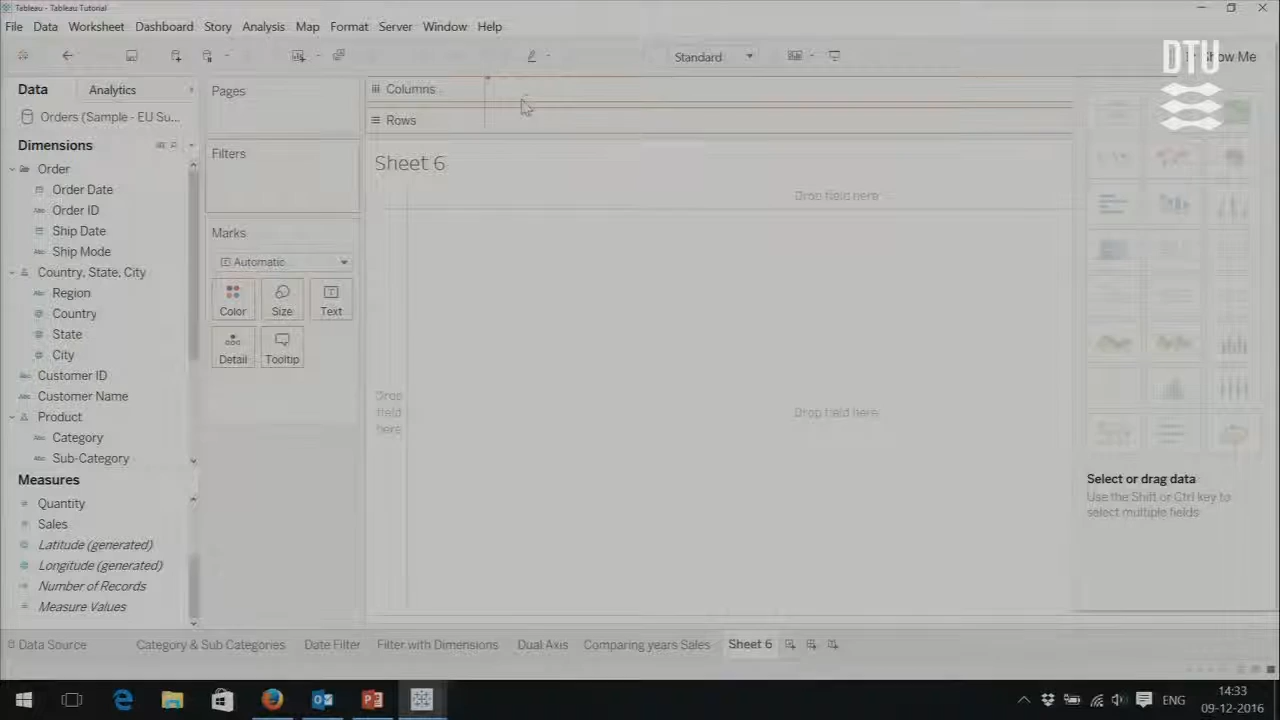 Tableau - Tableau Tutorial
File Data Worksheet Dashboard Story Analysis Map Format Server Window Help
Standard
Show Me
DTU
Data Analytics
Orders (Sample - EU Su...
Dimensions
Order
Order Date
Order ID
Ship Date
Ship Mode
Country, State, City
Region
Country
State
City
Customer ID
Customer Name
Product
Category
Sub-Category
Measures
Quantity
Sales
Latitude (generated)
Longitude (generated)
Number of Records
Measure Values
Pages
Filters
Marks
Automatic
Color Size Text
Detail Tooltip
Columns
Rows
Sheet 6
Drop field here
Drop
field
here
Drop field here
Select or drag data
Use the Shift or Ctrl key to
select multiple fields
Data Source Category & Sub Categories Date Filter Filter with Dimensions Dual Axis Comparing years Sales Sheet 6
ENG
14:33
09-12-2016